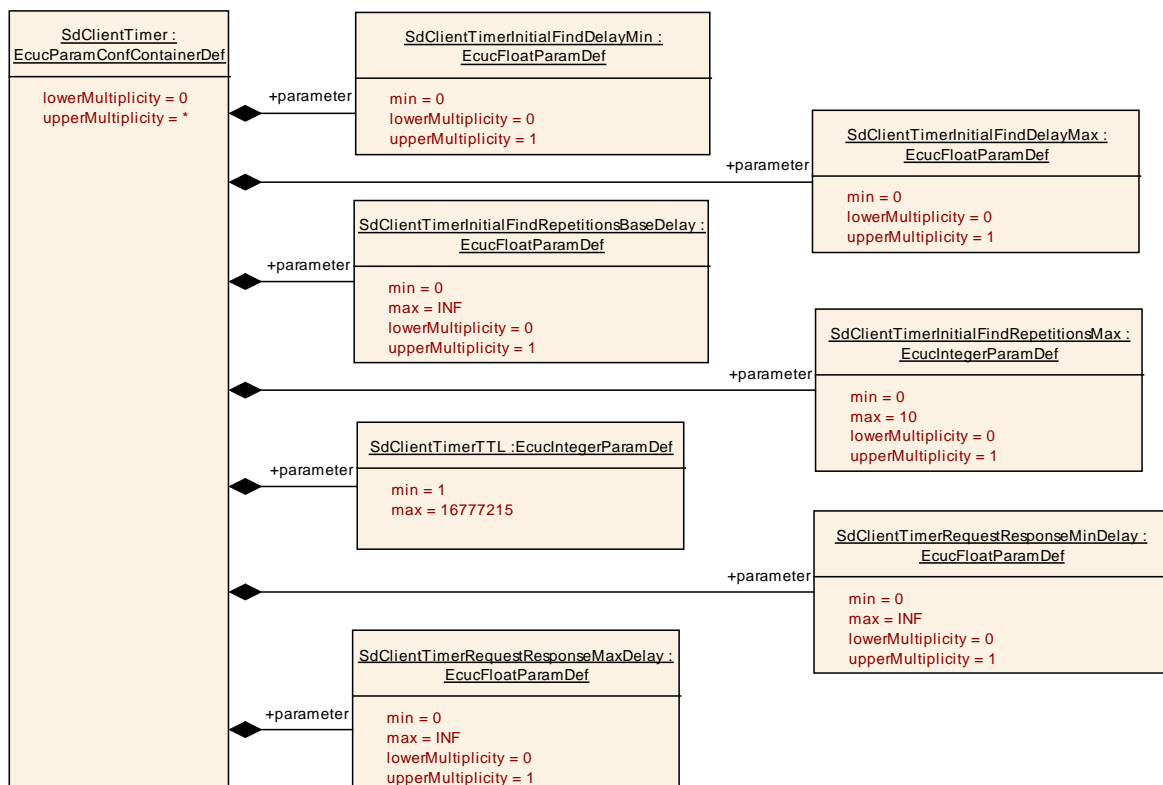 SdClientTimer :
EcucParamConfContainerDef
lowerMultiplicity = 0
upperMultiplicity = *
+parameter
SdClientTimerInitialFindDelayMin :
EcucFloatParamDef
min = 0
lowerMultiplicity = 0
upperMultiplicity = 1
+parameter
SdClientTimerInitialFindDelayMax :
EcucFloatParamDef
min = 0
lowerMultiplicity = 0
upperMultiplicity = 1
+parameter
SdClientTimerInitialFindRepetitionsBaseDelay :
EcucFloatParamDef
min = 0
max = INF
lowerMultiplicity = 0
upperMultiplicity = 1
+parameter
SdClientTimerInitialFindRepetitionsMax :
EcucIntegerParamDef
min = 0
max = 10
lowerMultiplicity = 0
upperMultiplicity = 1
+parameter
SdClientTimerTTL :EcucIntegerParamDef
min = 1
max = 16777215
+parameter
SdClientTimerRequestResponseMinDelay :
EcucFloatParamDef
min = 0
max = INF
lowerMultiplicity = 0
upperMultiplicity = 1
+parameter
SdClientTimerRequestResponseMaxDelay :
EcucFloatParamDef
min = 0
max = INF
lowerMultiplicity = 0
upperMultiplicity = 1